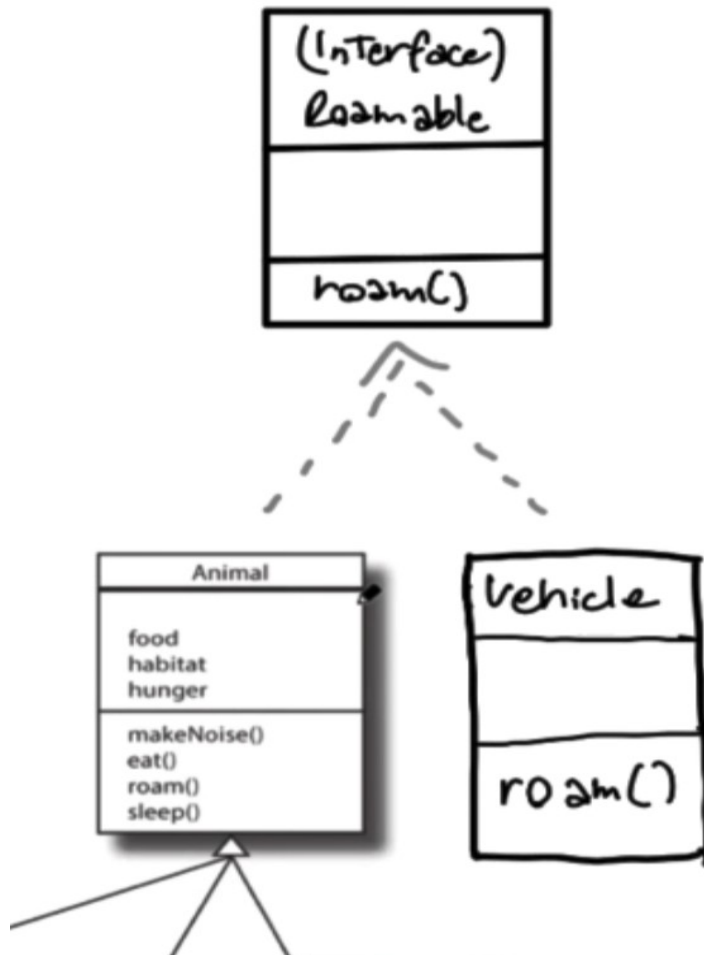 (Interface)
Roamable
roam()
Animal
food
habitat
hunger
makeNoise()
eat()
roam()
sleep()
Vehicle
roam()